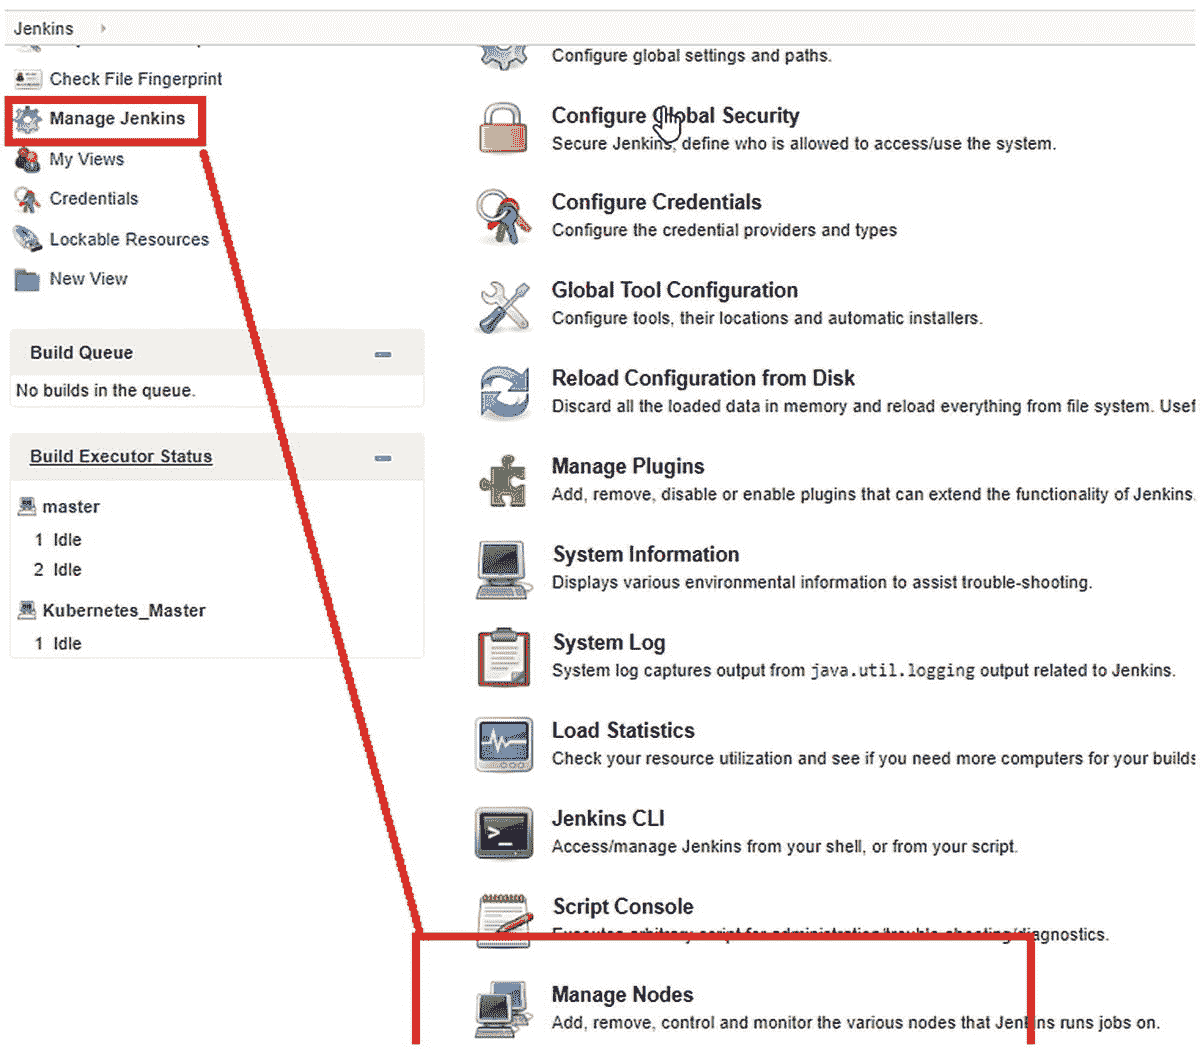 Jenkins
Check File Fingerprint
Manage Jenkins
My Views
Credentials
Lockable Resources
New View
Build Queue
No builds in the queue.
Build Executor Status
master
1 Idle
2 Idle
Kubernetes_Master
1 Idle
Configure global settings and paths.
Configure Global Security
Secure Jenkins, define who is allowed to access/use the system.
Configure Credentials
Configure the credential providers and types
Global Tool Configuration
Configure tools, their locations and automatic installers.
Reload Configuration from Disk
Discard all the loaded data in memory and reload everything from file system. Usef
Manage Plugins
Add, remove, disable or enable plugins that can extend the functionality of Jenkins.
System Information
Displays various environmental information to assist trouble-shooting.
System Log
System log captures output from java.util.logging output related to Jenkins.
Load Statistics
Check your resource utilization and see if you need more computers for your builds
Jenkins CLI
Access/manage Jenkins from your shell, or from your script.
Script Console
Executes arbitrary script for administration/trouble-shooting/diagnostics.
Manage Nodes
Add, remove, control and monitor the various nodes that Jenkins runs jobs on.